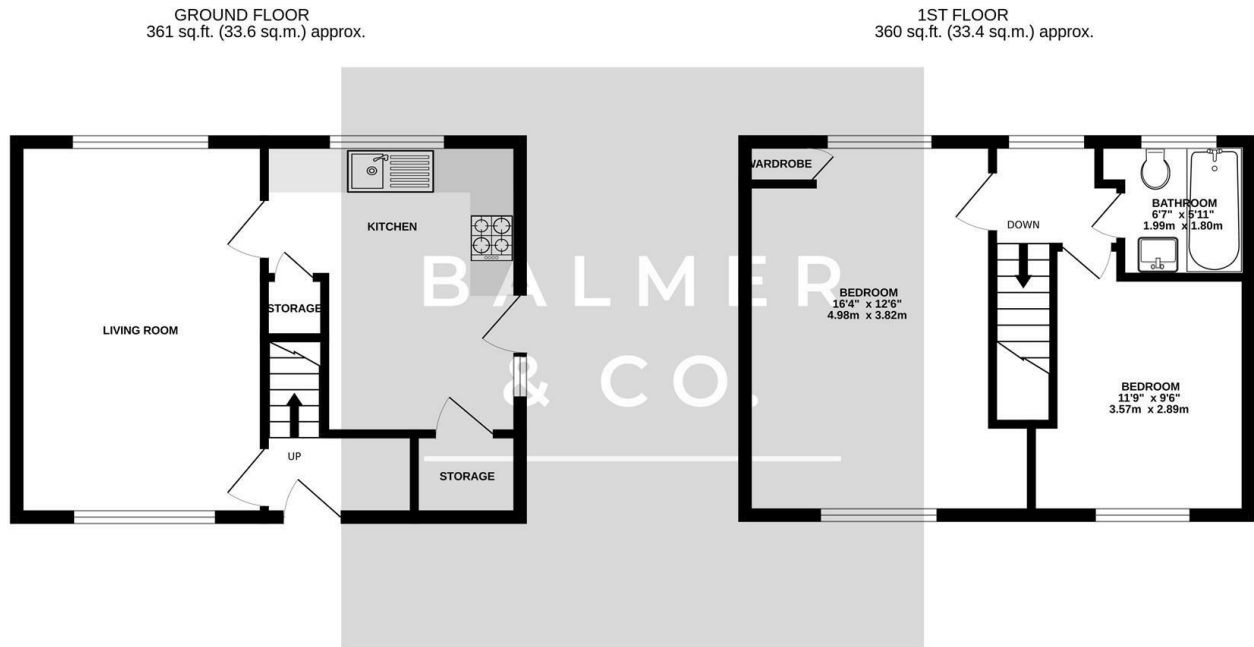 GROUND FLOOR
361 sq.ft. (33.6 sq.m.) approx.
1ST FLOOR
360 sq.ft. (33.4 sq.m.) approx.
LIVING ROOM
KITCHEN
STORAGE
UP
STORAGE
WARDROBE
BEDROOM
16'4" x 12'6"
4.98m x 3.82m
DOWN
BATHROOM
6'7" x 5'11"
1.99m x 1.80m
BEDROOM
11'9" x 9'6"
3.57m x 2.89m
BALMER
& CO.